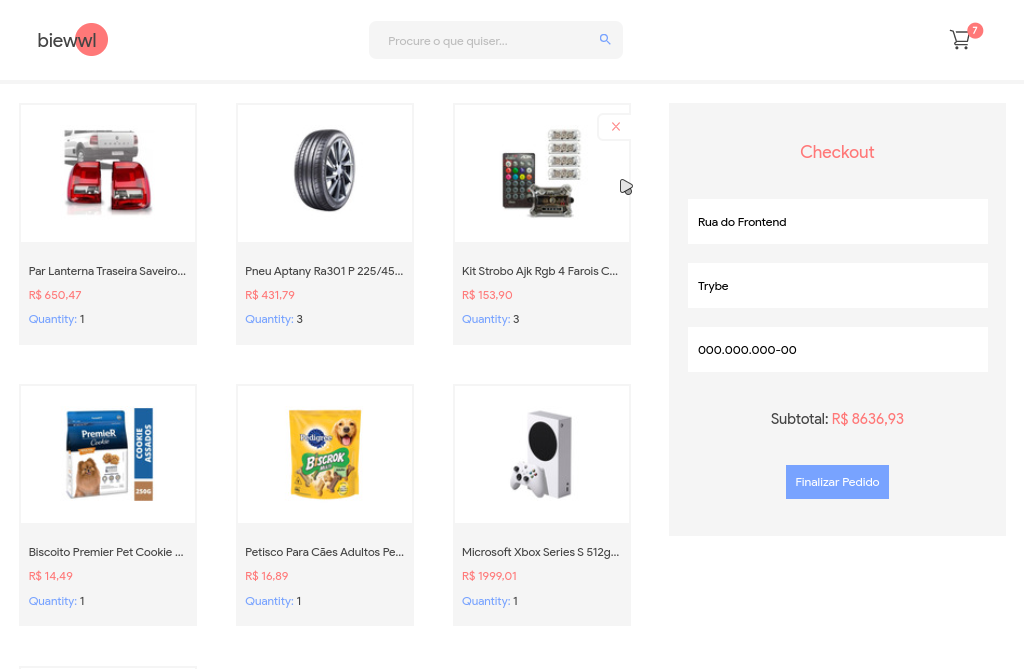 biewwl
Procure o que quiser...
7
Par Lanterna Traseira Saveiro...
R$ 650,47
Quantity: 1
Pneu Aptany Ra301 P 225/45...
R$ 431,79
Quantity: 3
Kit Strobo Ajk Rgb 4 Farois C...
R$ 153,90
Quantity: 3
PremieR
Cookie
COOKIE
ASSADOS
250G
Biscoito Premier Pet Cookie ...
R$ 14,49
Quantity: 1
Pedigree
BISCROK
Petisco Para Cães Adultos Pe...
R$ 16,89
Quantity: 1
Microsoft Xbox Series S 512g...
R$ 1999,01
Quantity: 1
Checkout
Rua do Frontend
Trybe
000.000.000-00
Subtotal: R$ 8636,93
Finalizar Pedido